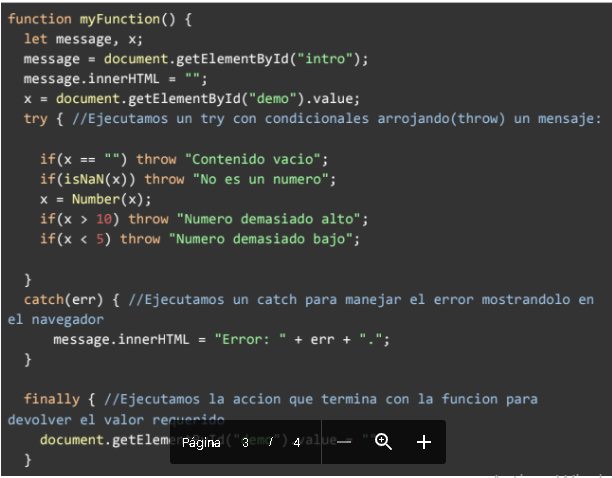 function myFunction() {
let message, x;
message = document.getElementById("intro");
message.innerHTML = "";
x = document.getElementById("demo").value;
try { //Ejecutamos un try con condicionales arrojando(throw) un mensaje:
if(x == "") throw "Contenido vacio";
if(isNaN(x)) throw "No es un numero";
x = Number(x);
if(x > 10) throw "Numero demasiado alto";
if(x < 5) throw "Numero demasiado bajo";
}
catch(err) { //Ejecutamos un catch para manejar el error mostrandolo en
el navegador
message.innerHTML = "Error: " + err + ".";
}
finally { //Ejecutamos la accion que termina con la funcion para
devolver el valor requerido
document.getElem ("demo").value = "
Página 3 / 4
}